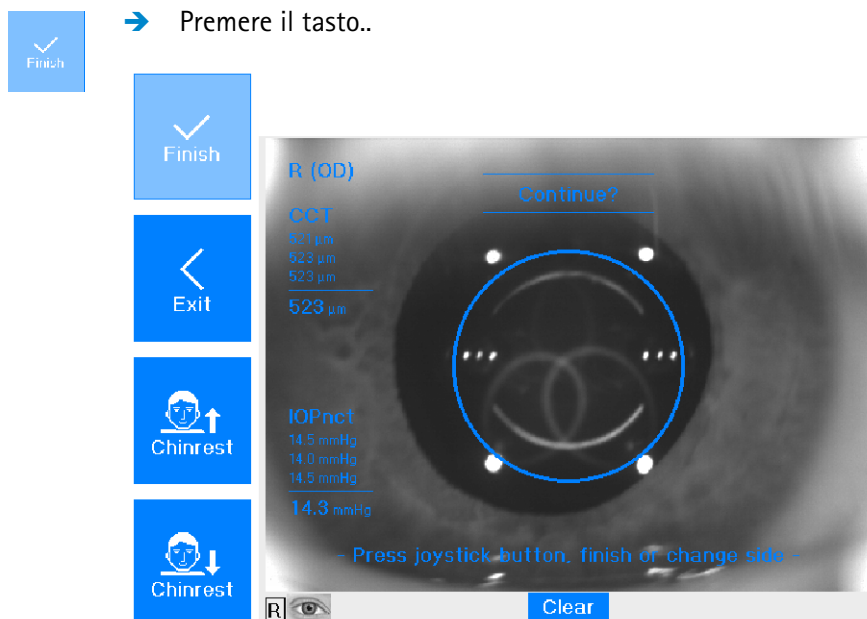 Finish
Premere il tasto..
Finish
Exit
Chinrest
Chinrest
R (OD)
Continue?
CCT
521 µm
523 µm
523 µm
523 µm
IOPnct
14.5 mmHg
14.0 mmHg
14.5 mmHg
14.3 mmHg
- Press joystick button, finish or change side -
R
Clear